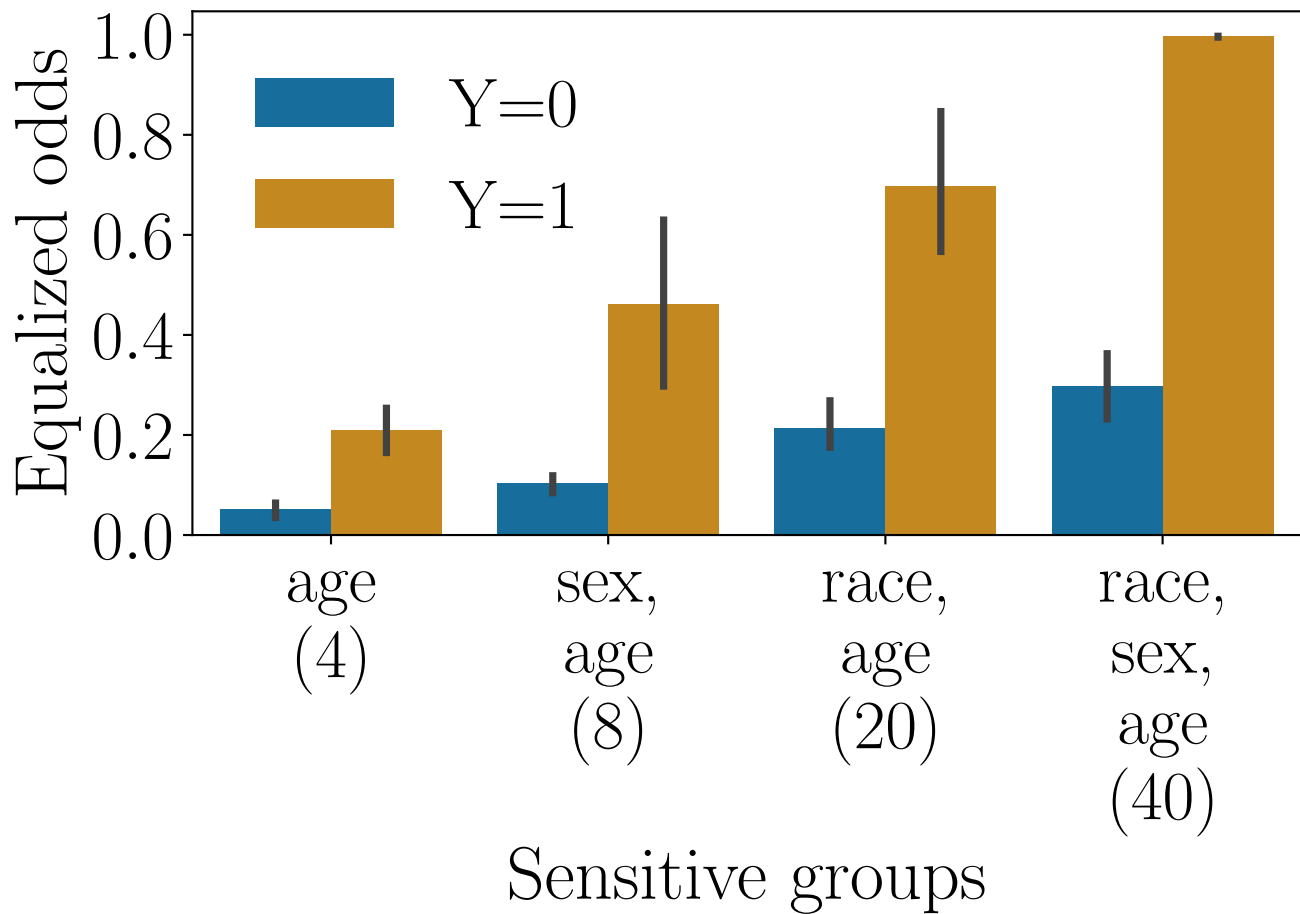 Equalized odds
1.0
0.8
0.6
0.4
0.2
0.0
Y=0
Y=1
age
(4)
sex,
age
(8)
race,
age
(20)
race,
sex,
age
(40)
Sensitive groups